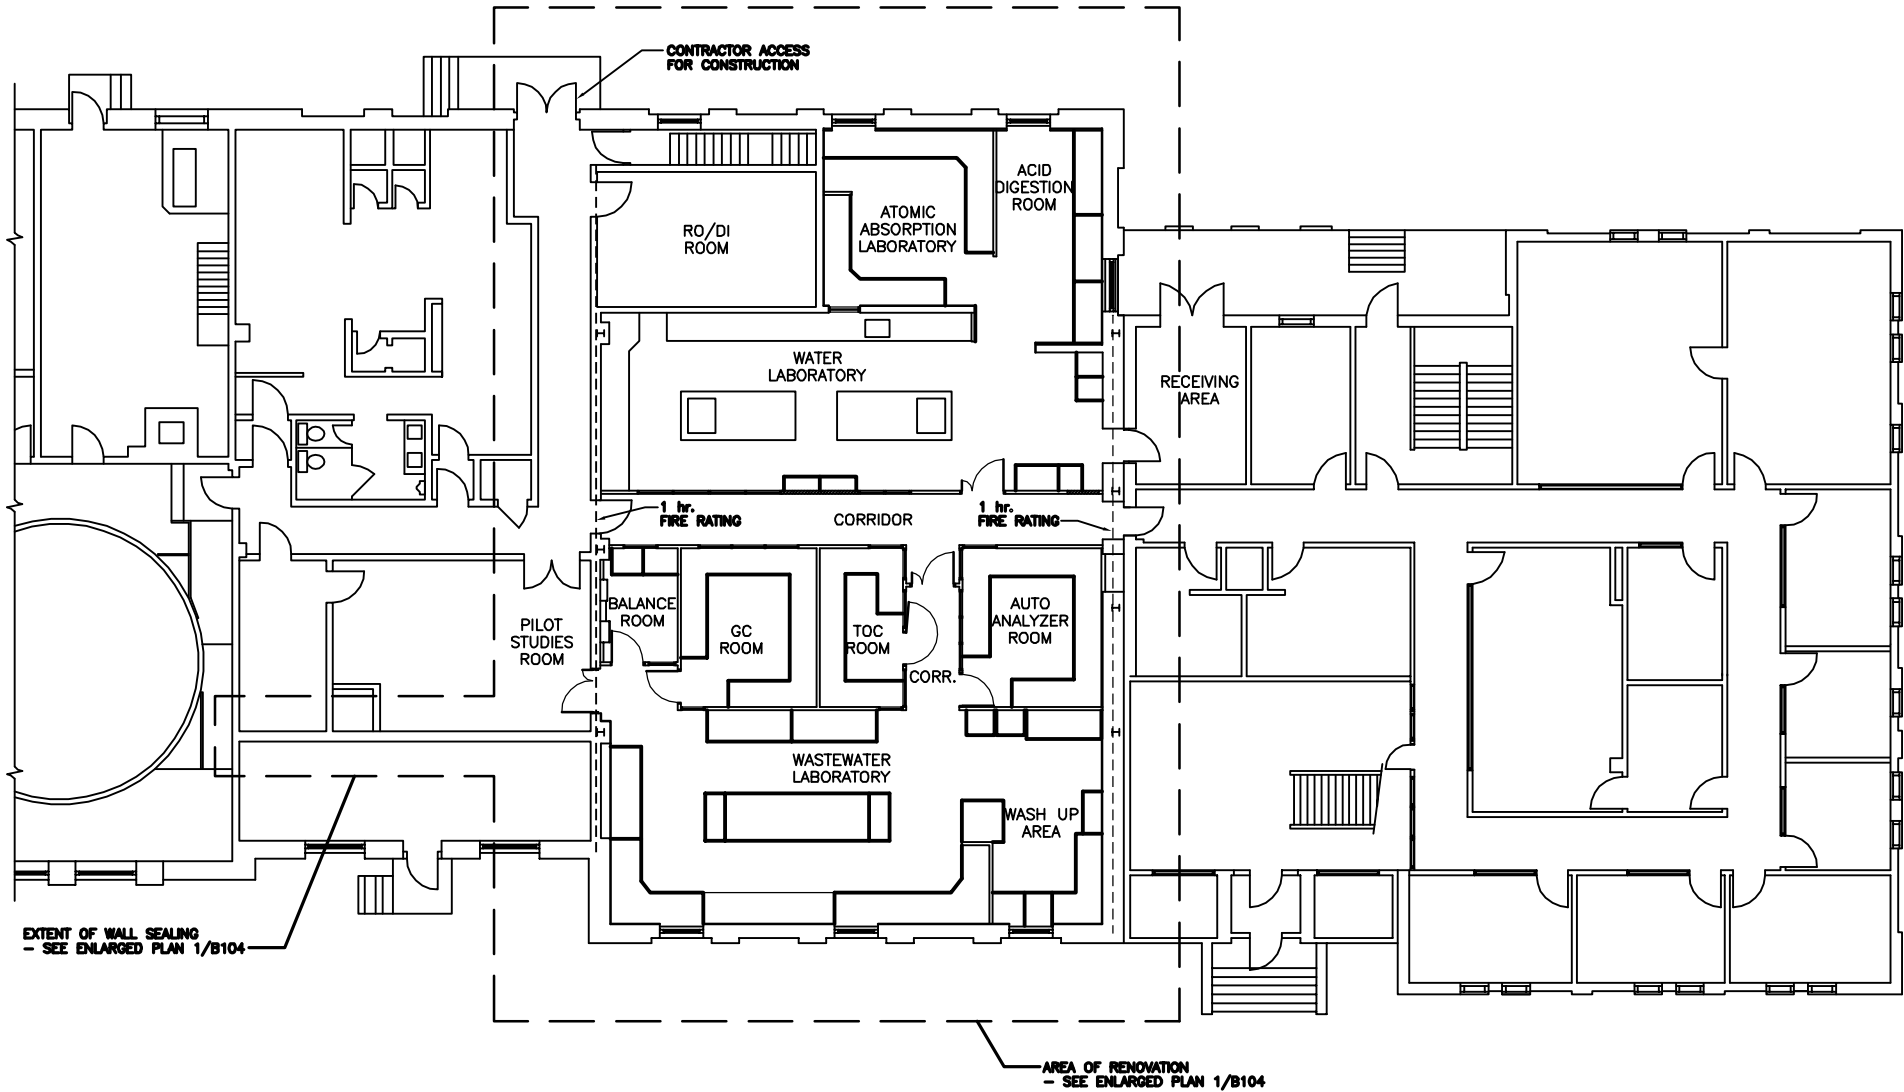 CONTRACTOR ACCESS
FOR CONSTRUCTION
ACID
DIGESTION
ROOM
ATOMIC
ABSORPTION
LABORATORY
RO/DI
ROOM
WATER
LABORATORY
RECEIVING
AREA
1 hr.
FIRE RATING
CORRIDOR
1 hr.
FIRE RATING
BALANCE
ROOM
GC
ROOM
TOC
ROOM
AUTO
ANALYZER
ROOM
PILOT
STUDIES
ROOM
CORR.
WASTEWATER
LABORATORY
WASH UP
AREA
EXTENT OF WALL SEALING
- SEE ENLARGED PLAN 1/B104
AREA OF RENOVATION
- SEE ENLARGED PLAN 1/B104